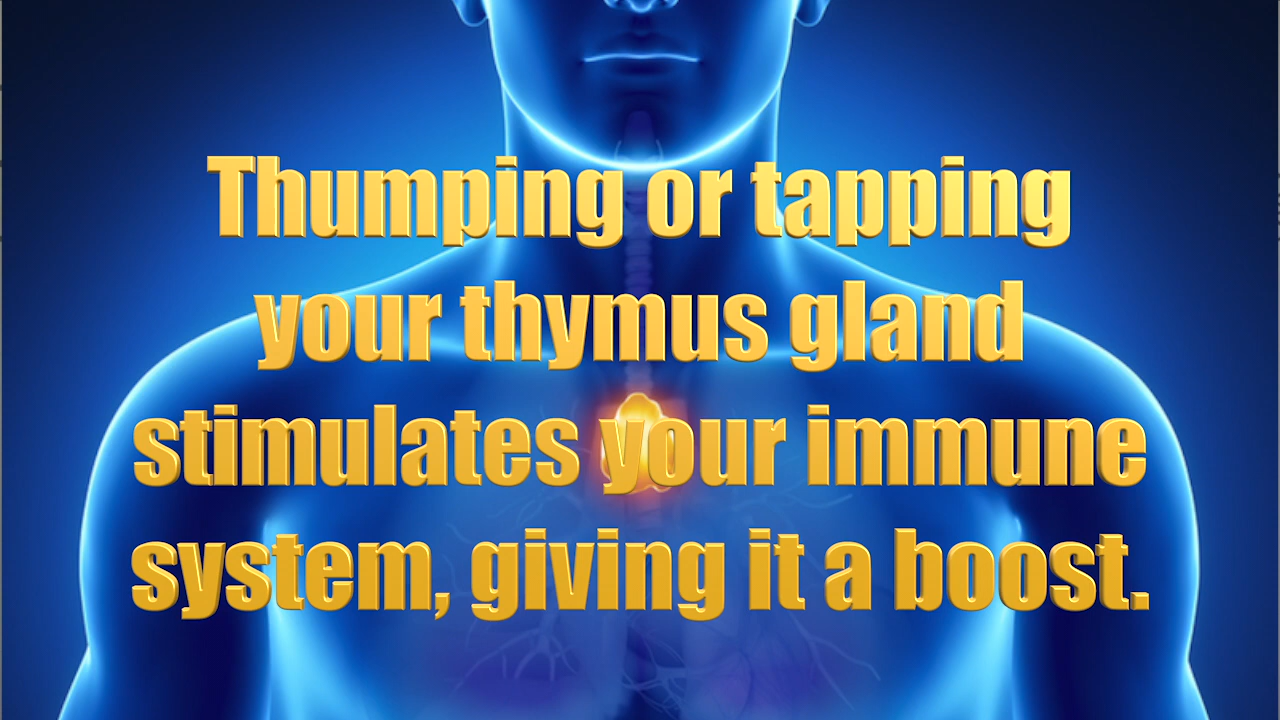 Thumping or tapping
your thymus gland
stimulates your immune
system, giving it a boost.